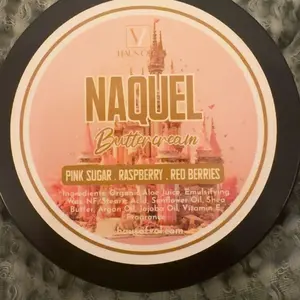 V
NAQUEL
Buttercream
PINK SUGAR . RASPBERRY . RED BERRIES
Ingredients: Organic Aloe Juice, Emulsifying
Wax NF, Stearic Acid, Sunflower Oil, Shea
Butter, Argon Oil, Jojoba Oil, Vitamin E,
Fragrance